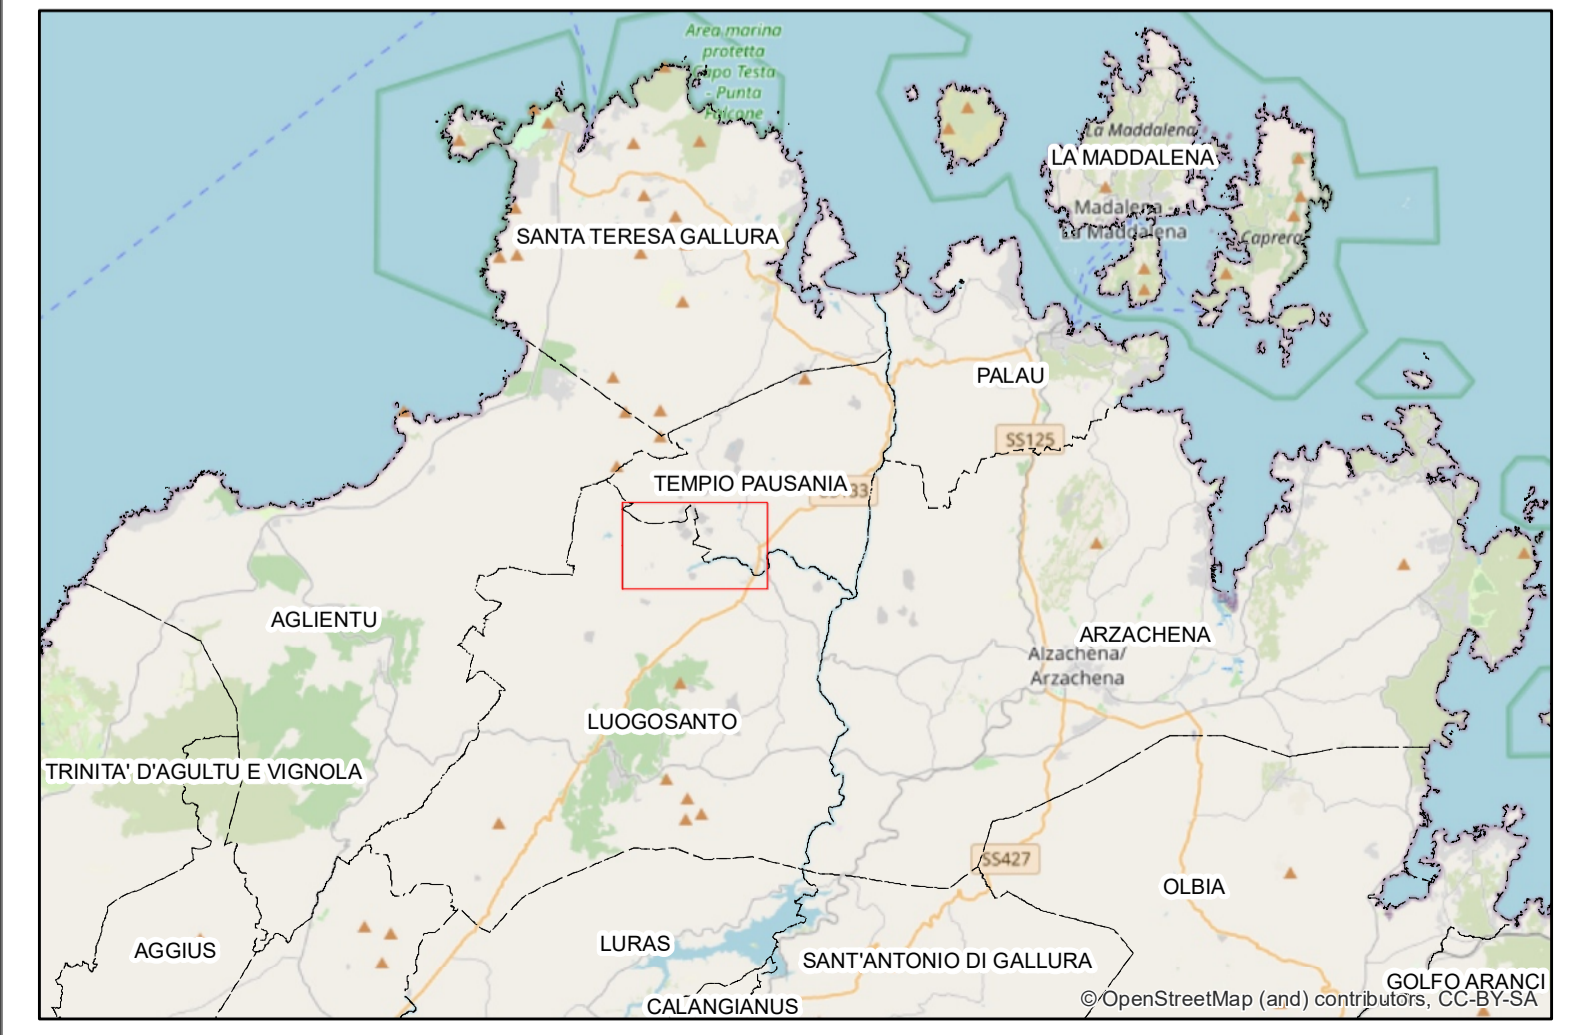 Area marina
protetta
Capo Testa
- Punta
Falcone
La Maddalena
LA MADDALENA
Madalena -
La Maddalena
Caprera
SANTA TERESA GALLURA
PALAU
SS125
TEMPIO PAUSANIA
AGLIENTU
ARZACHENA
Alzachena/
Arzachena
LUOGOSANTO
TRINITA' D'AGULTU E VIGNOLA
SS427
OLBIA
AGGIUS
LURAS
SANT'ANTONIO DI GALLURA
GOLFO ARANCI
CALANGIANUS
© OpenStreetMap (and) contributors, CC-BY-SA